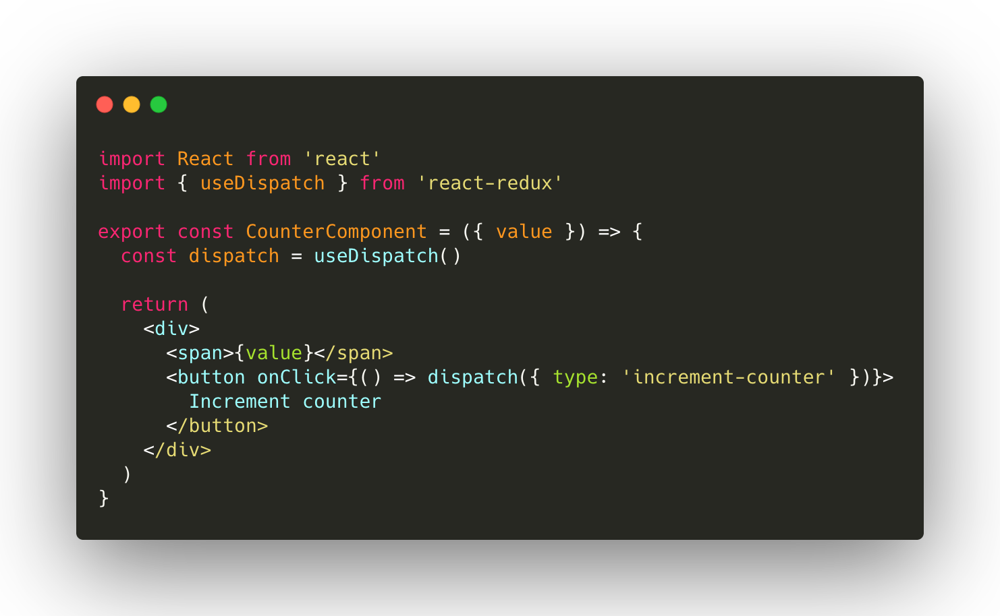 import React from 'react'
import { useDispatch } from 'react-redux'

export const CounterComponent = ({ value }) => {
  const dispatch = useDispatch()

  return (
    <div>
      <span>{value}</span>
      <button onClick={() => dispatch({ type: 'increment-counter' })}>
        Increment counter
      </button>
    </div>
  )
}